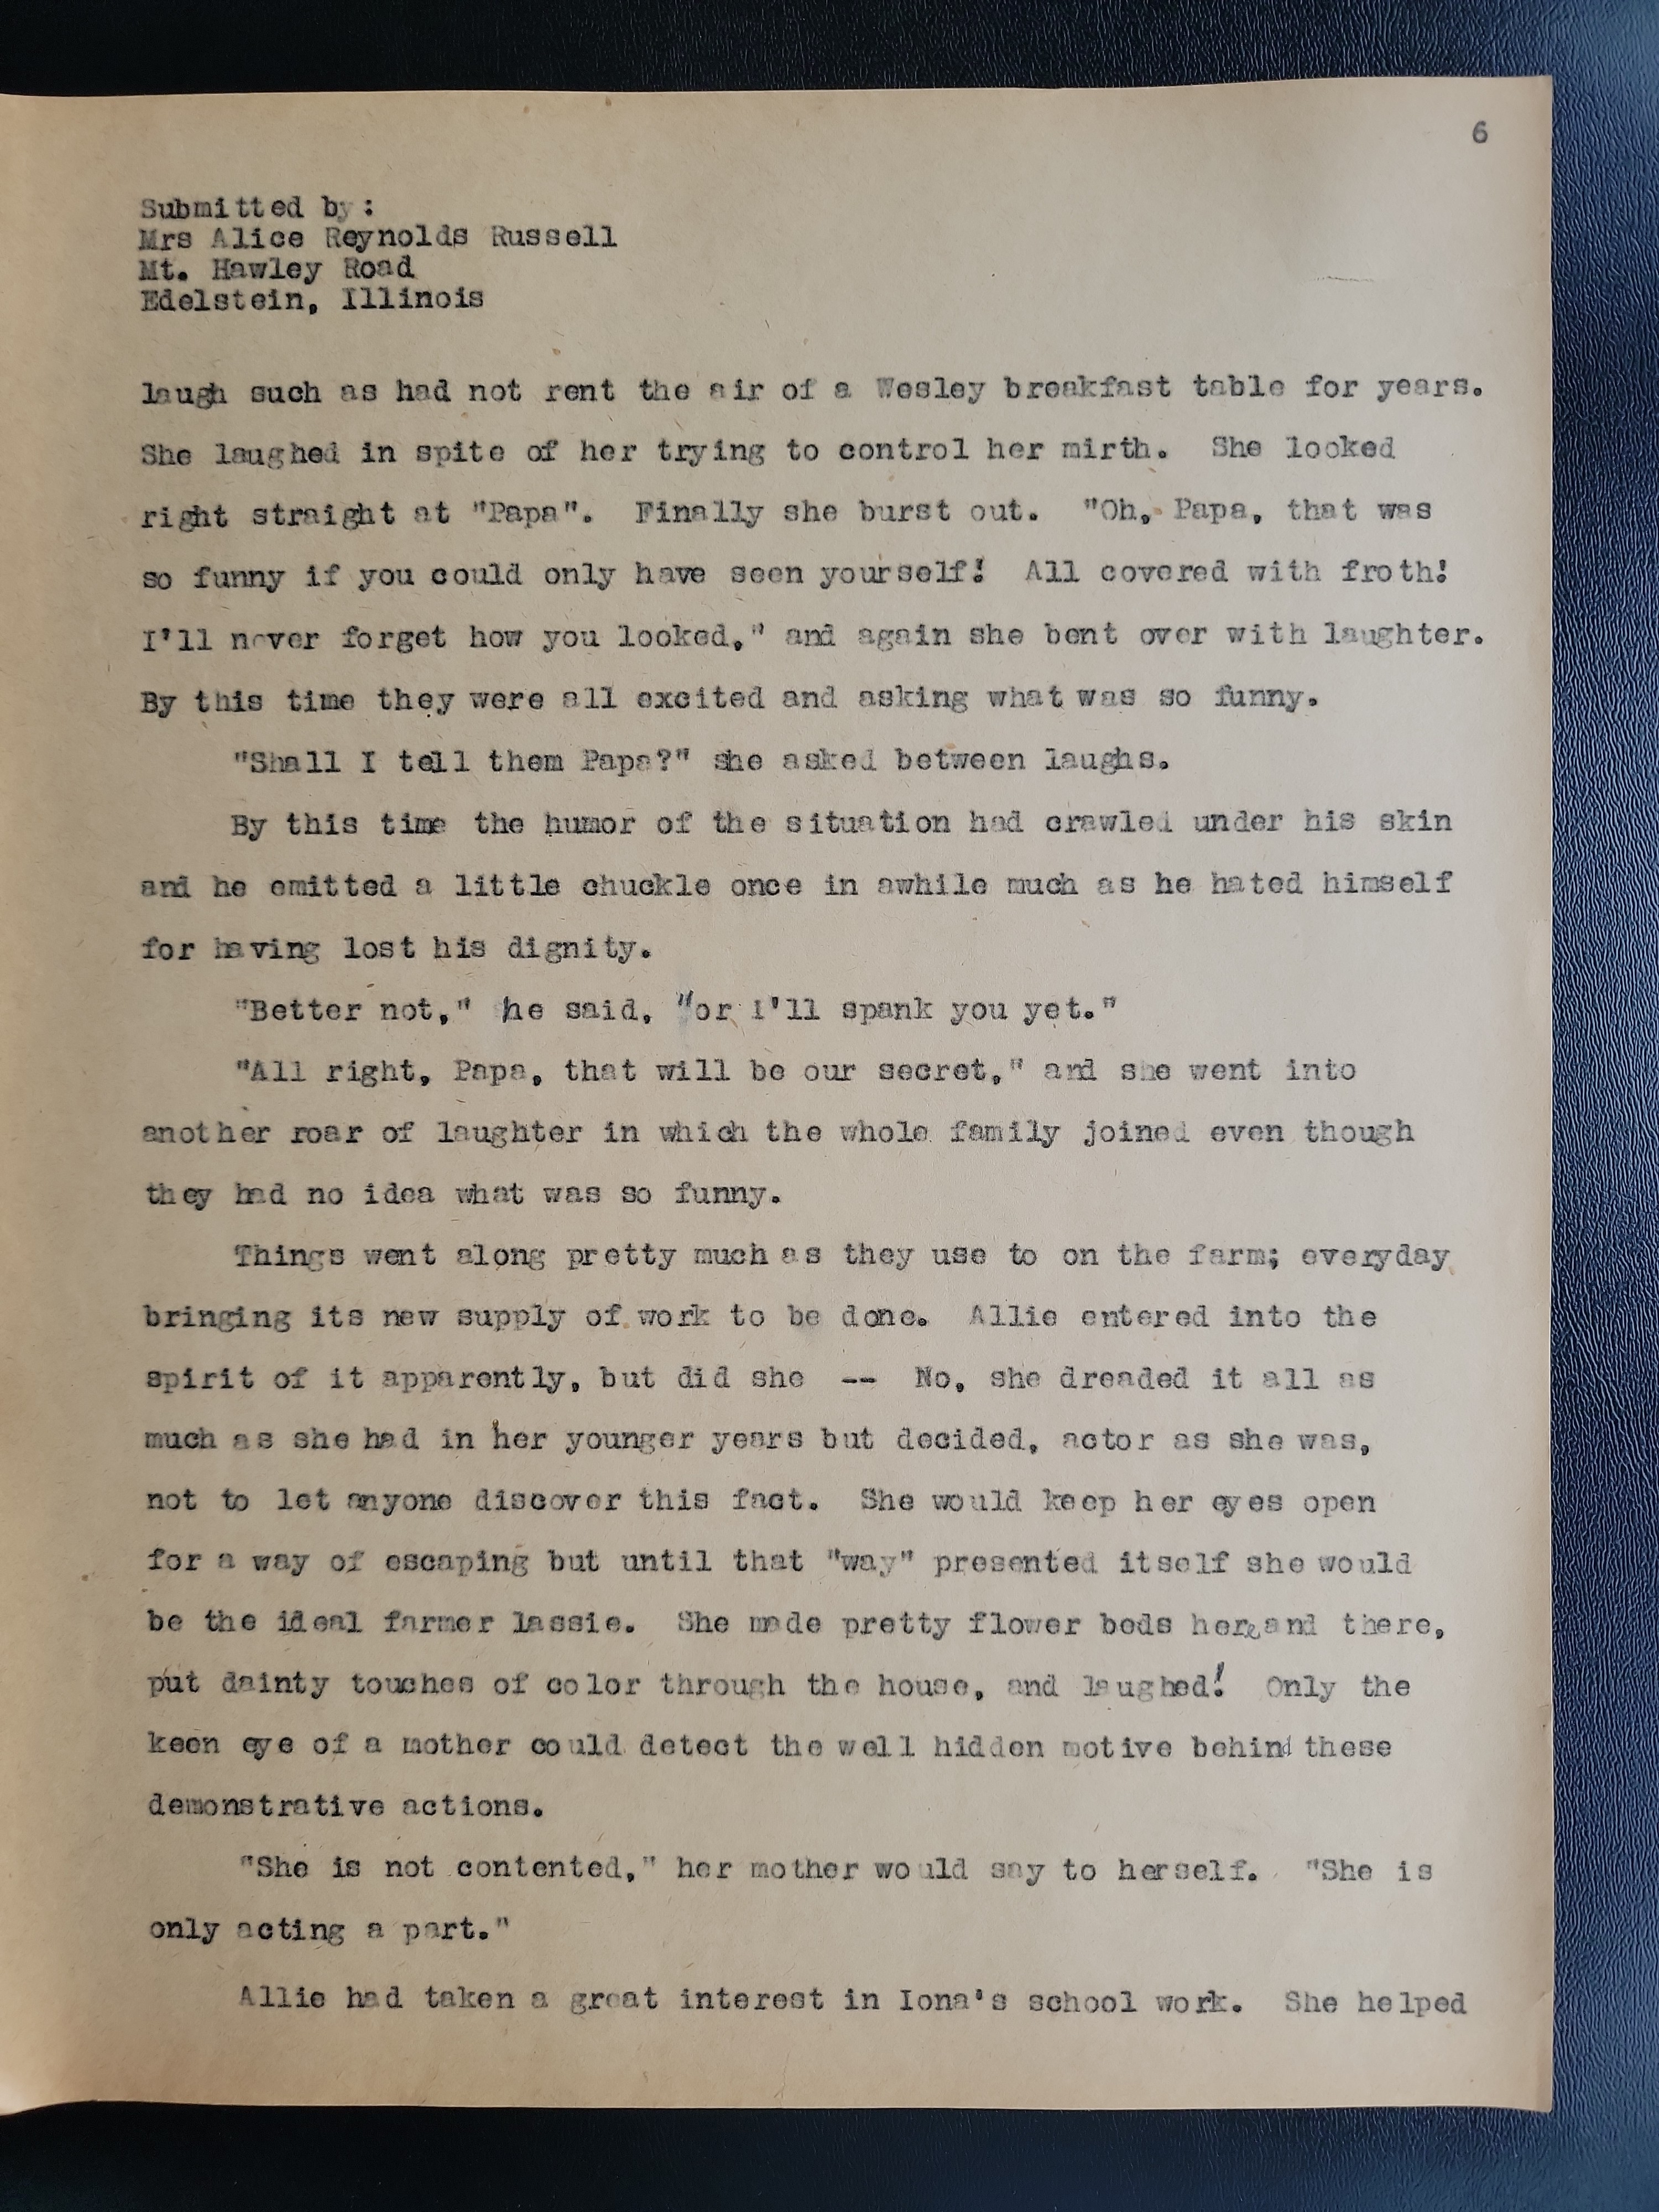 6
Submitted by:
Mrs Alice Reynolds Russell
Mt. Hawley Road
Edelstein, Illinois
laugh such as had not rent the air of a Wesley breakfast table for years.
She laughed in spite of her trying to control her mirth.  She looked
right straight at "Papa".  Finally she burst out.  "Oh, Papa, that was
so funny if you could only have seen yourself!  All covered with froth!
I'll never forget how you looked," and again she bent over with laughter.
By this time they were all excited and asking what was so funny.
"Shall I tell them Papa?" she asked between laughs.
By this time the humor of the situation had crawled under his skin
and he emitted a little chuckle once in awhile much as he hated himself
for having lost his dignity.
"Better not," he said, "or I'll spank you yet."
"All right, Papa, that will be our secret," and she went into
another roar of laughter in which the whole family joined even though
they had no idea what was so funny.
Things went along pretty much as they use to on the farm; everyday
bringing its new supply of work to be done.  Allie entered into the
spirit of it apparently, but did she -- No, she dreaded it all as
much as she had in her younger years but decided, actor as she was,
not to let anyone discover this fact.  She would keep her eyes open
for a way of escaping but until that "way" presented itself she would
be the ideal farmer lassie.  She made pretty flower beds here and there,
put dainty touches of color through the house, and laughed!  Only the
keen eye of a mother could detect the well hidden motive behind these
demonstrative actions.
"She is not contented," her mother would say to herself.  "She is
only acting a part."
Allie had taken a great interest in Iona's school work.  She helped